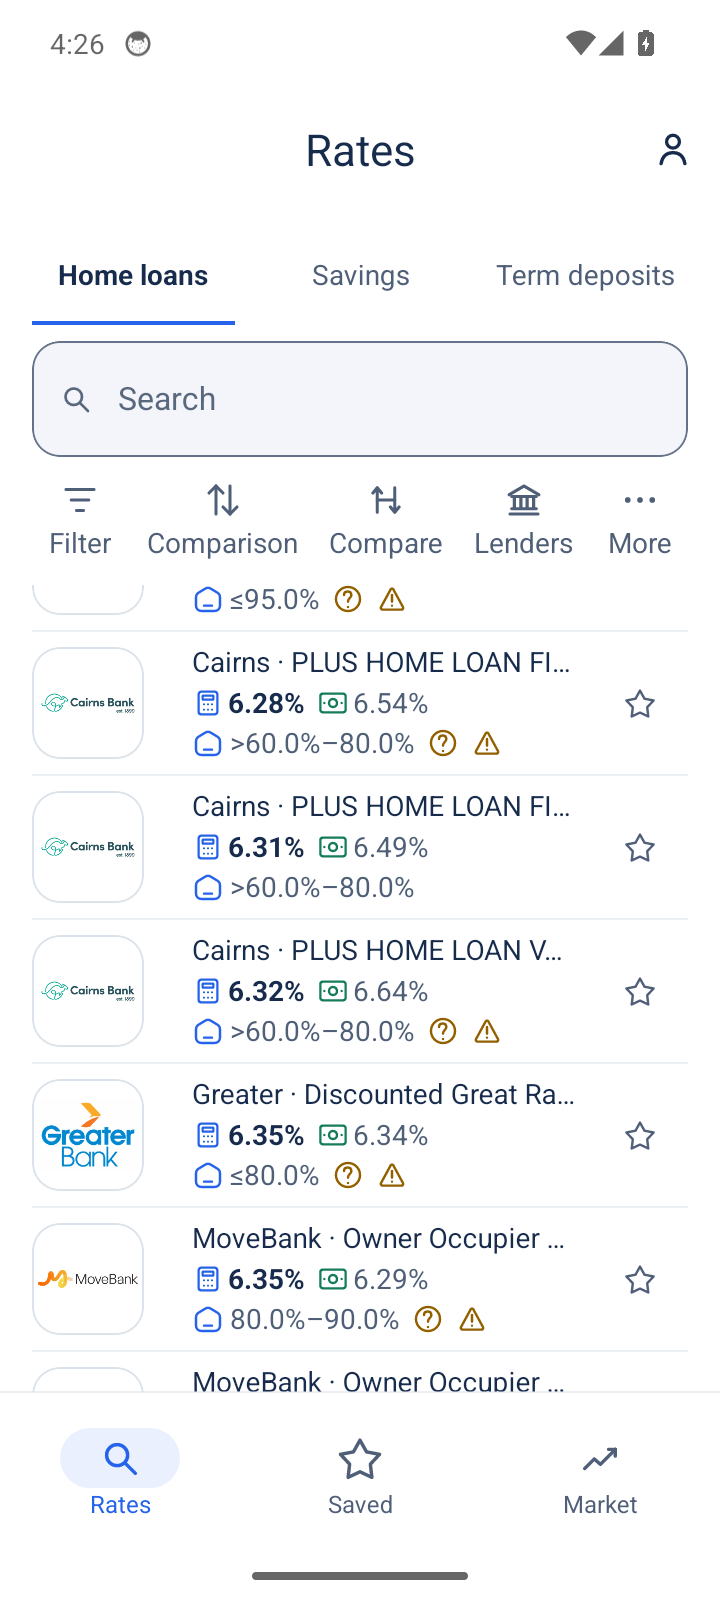 4:26
Rates
Home loans
Savings
Term deposits
Search
Filter
Comparison
Compare
Lenders
More
≤95.0%
Cairns Bank
est. 1899
Cairns · PLUS HOME LOAN FI...
6.28% 6.54%
>60.0%–80.0%
Cairns Bank
Cairns · PLUS HOME LOAN FI...
6.31% 6.49%
>60.0%–80.0%
Cairns Bank
Cairns · PLUS HOME LOAN V...
6.32% 6.64%
>60.0%–80.0%
Greater
Bank
Greater · Discounted Great Ra...
6.35% 6.34%
≤80.0%
MoveBank
MoveBank · Owner Occupier ...
6.35% 6.29%
80.0%–90.0%
MoveBank · Owner Occupier ...
Rates
Saved
Market